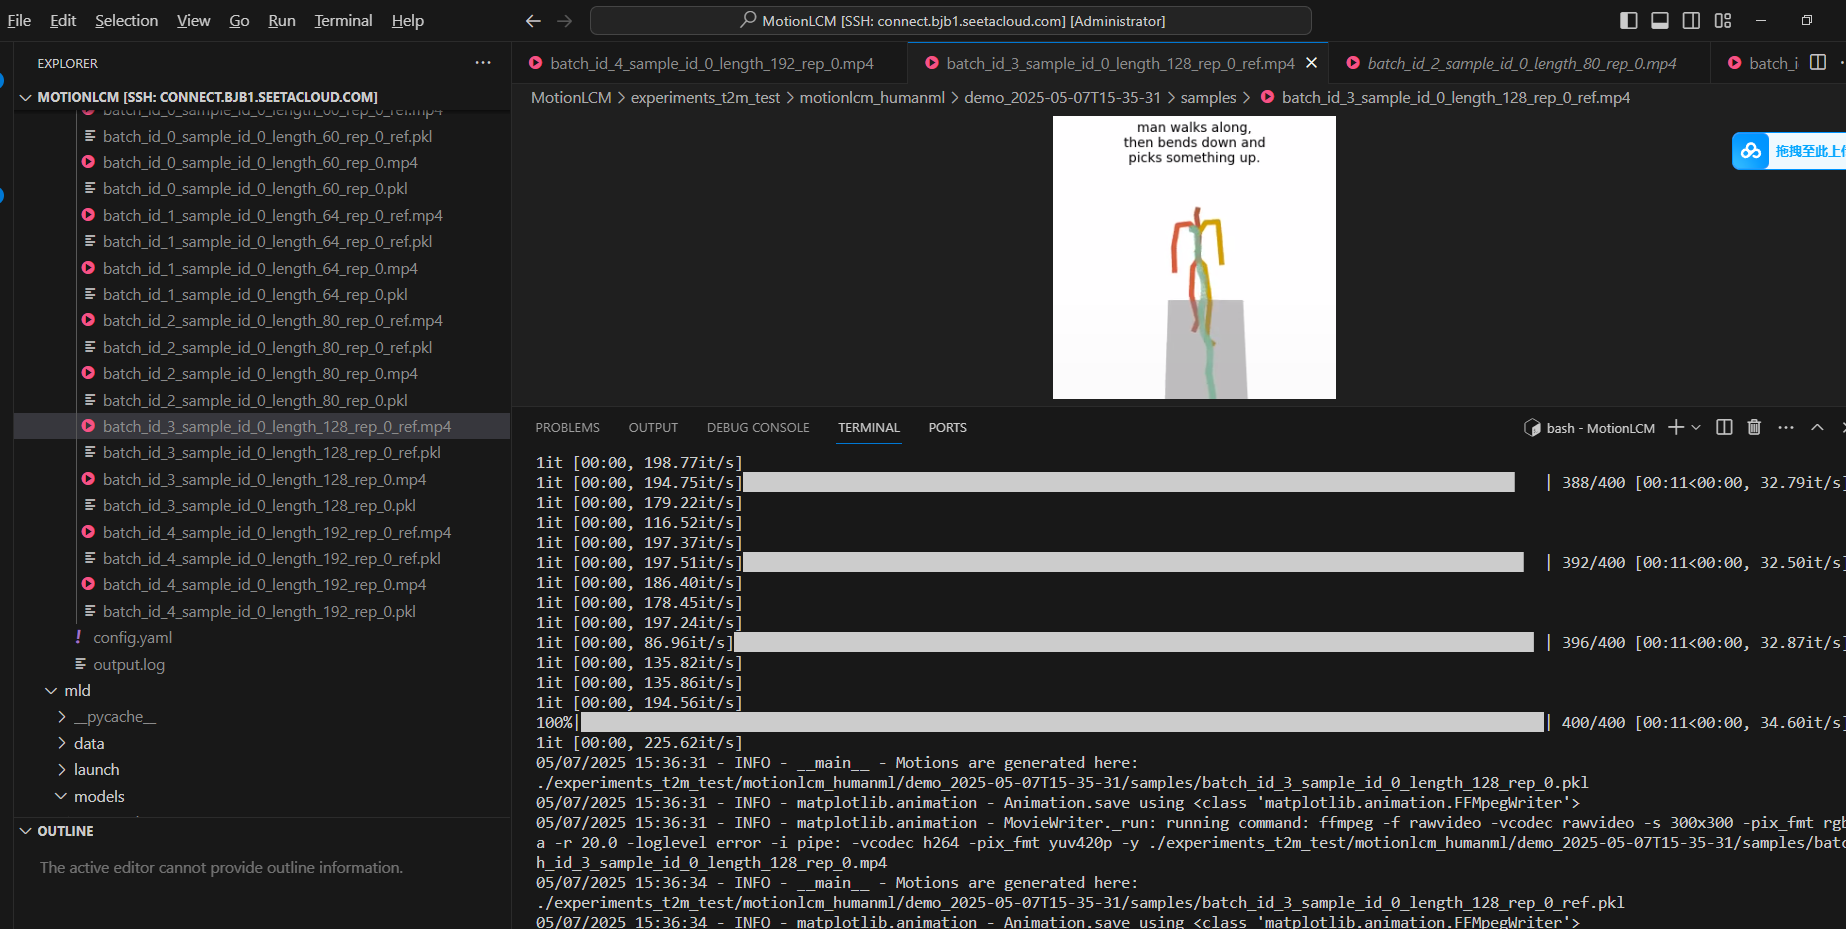 File Edit Selection View Go Run Terminal Help
MotionLCM [SSH: connect.bjb1.seetacloud.com] [Administrator]
EXPLORER
MOTIONLCM [SSH: CONNECT.BJB1.SEETACLOUD.COM]
batch_id_0_sample_id_0_length_60_rep_0_ref.mp4
batch_id_0_sample_id_0_length_60_rep_0_ref.pkl
batch_id_0_sample_id_0_length_60_rep_0.mp4
batch_id_0_sample_id_0_length_60_rep_0.pkl
batch_id_1_sample_id_0_length_64_rep_0_ref.mp4
batch_id_1_sample_id_0_length_64_rep_0_ref.pkl
batch_id_1_sample_id_0_length_64_rep_0.mp4
batch_id_1_sample_id_0_length_64_rep_0.pkl
batch_id_2_sample_id_0_length_80_rep_0_ref.mp4
batch_id_2_sample_id_0_length_80_rep_0_ref.pkl
batch_id_2_sample_id_0_length_80_rep_0.mp4
batch_id_2_sample_id_0_length_80_rep_0.pkl
batch_id_3_sample_id_0_length_128_rep_0_ref.mp4
batch_id_3_sample_id_0_length_128_rep_0_ref.pkl
batch_id_3_sample_id_0_length_128_rep_0.mp4
batch_id_3_sample_id_0_length_128_rep_0.pkl
batch_id_4_sample_id_0_length_192_rep_0_ref.mp4
batch_id_4_sample_id_0_length_192_rep_0_ref.pkl
batch_id_4_sample_id_0_length_192_rep_0.mp4
batch_id_4_sample_id_0_length_192_rep_0.pkl
config.yaml
output.log
mld
__pycache__
data
launch
models
OUTLINE
The active editor cannot provide outline information.
batch_id_4_sample_id_0_length_192_rep_0.mp4 batch_id_3_sample_id_0_length_128_rep_0_ref.mp4 batch_id_2_sample_id_0_length_80_rep_0.mp4 batch_i
MotionLCM > experiments_t2m_test > motionlcm_humanml > demo_2025-05-07T15-35-31 > samples > batch_id_3_sample_id_0_length_128_rep_0_ref.mp4
man walks along,
then bends down and
picks something up.
拖拽至此上
PROBLEMS OUTPUT DEBUG CONSOLE TERMINAL PORTS
bash - MotionLCM
1it [00:00, 198.77it/s]
1it [00:00, 194.75it/s] | 388/400 [00:11<00:00, 32.79it/s]
1it [00:00, 179.22it/s]
1it [00:00, 116.52it/s]
1it [00:00, 197.37it/s]
1it [00:00, 197.51it/s] | 392/400 [00:11<00:00, 32.50it/s]
1it [00:00, 186.40it/s]
1it [00:00, 178.45it/s]
1it [00:00, 197.24it/s]
1it [00:00, 86.96it/s] | 396/400 [00:11<00:00, 32.87it/s]
1it [00:00, 135.82it/s]
1it [00:00, 135.86it/s]
1it [00:00, 194.56it/s]
100%| | 400/400 [00:11<00:00, 34.60it/s]
1it [00:00, 225.62it/s]
05/07/2025 15:36:31 - INFO - __main__ - Motions are generated here:
./experiments_t2m_test/motionlcm_humanml/demo_2025-05-07T15-35-31/samples/batch_id_3_sample_id_0_length_128_rep_0.pkl
05/07/2025 15:36:31 - INFO - matplotlib.animation - Animation.save using <class 'matplotlib.animation.FFMpegWriter'>
05/07/2025 15:36:31 - INFO - matplotlib.animation - MovieWriter._run: running command: ffmpeg -f rawvideo -vcodec rawvideo -s 300x300 -pix_fmt rgb
a -r 20.0 -loglevel error -i pipe: -vcodec h264 -pix_fmt yuv420p -y ./experiments_t2m_test/motionlcm_humanml/demo_2025-05-07T15-35-31/samples/batc
h_id_3_sample_id_0_length_128_rep_0.mp4
05/07/2025 15:36:34 - INFO - __main__ - Motions are generated here:
./experiments_t2m_test/motionlcm_humanml/demo_2025-05-07T15-35-31/samples/batch_id_3_sample_id_0_length_128_rep_0_ref.pkl
05/07/2025 15:36:34 - INFO - matplotlib.animation - Animation.save using <class 'matplotlib.animation.FFMpegWriter'>